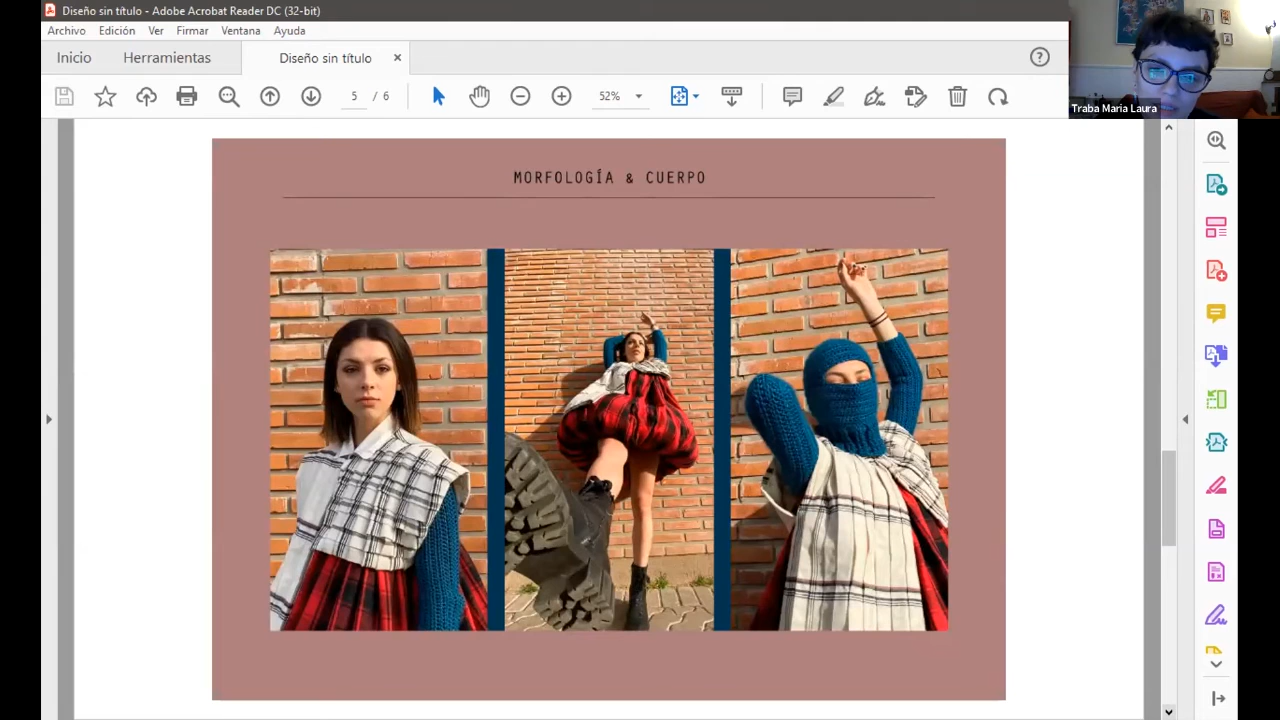 Diseño sin título - Adobe Acrobat Reader DC (32-bit)
Archivo Edición Ver Firmar Ventana Ayuda
Inicio Herramientas Diseño sin título
5 / 6 52%
Traba María Laura
MORFOLOGÍA & CUERPO